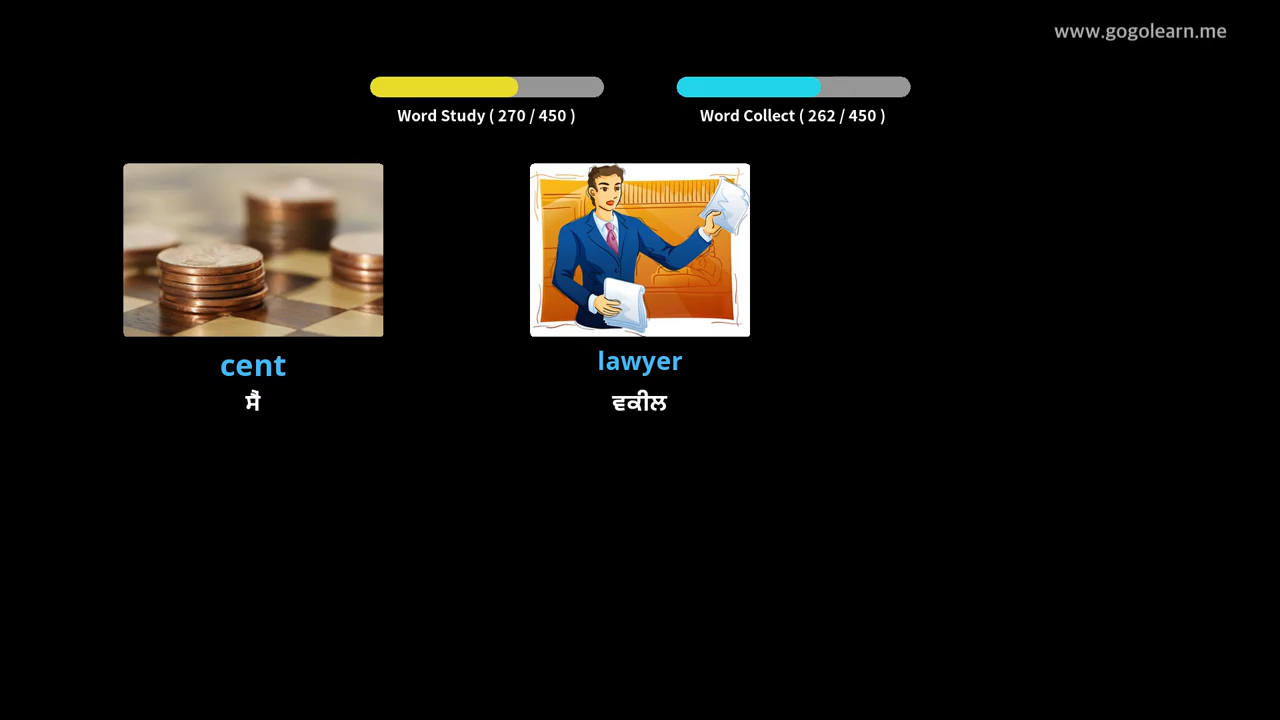 www.gogolearn.me
Word Study ( 270 / 450 )
Word Collect ( 262 / 450 )
cent
ਸੈਂ
lawyer
ਵਕੀਲ